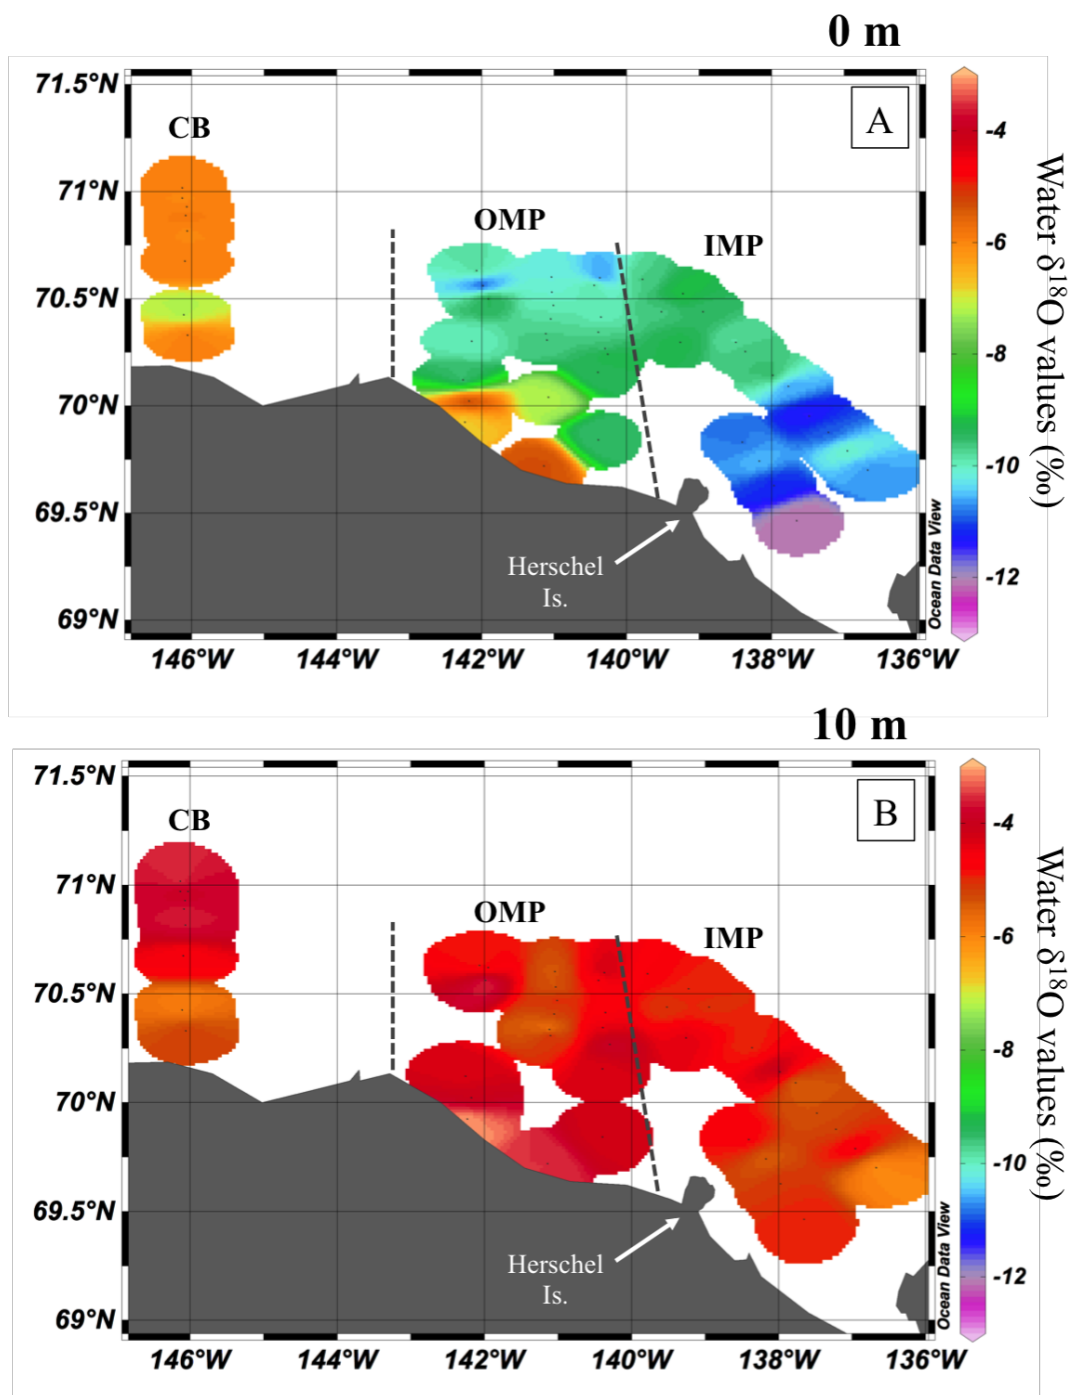 0 m
71.5°N
71°N
70.5°N
70°N
69.5°N
69°N
CB
OMP
IMP
A
Herschel
Is.
146°W 144°W 142°W 140°W 138°W 136°W
-4
-6
-8
-10
-12
Water δ¹⁸O values (‰)
Ocean Data View
10 m
71.5°N
71°N
70.5°N
70°N
69.5°N
69°N
CB
OMP
IMP
B
Herschel
Is.
146°W 144°W 142°W 140°W 138°W 136°W
-4
-6
-8
-10
-12
Water δ¹⁸O values (‰)
Ocean Data View